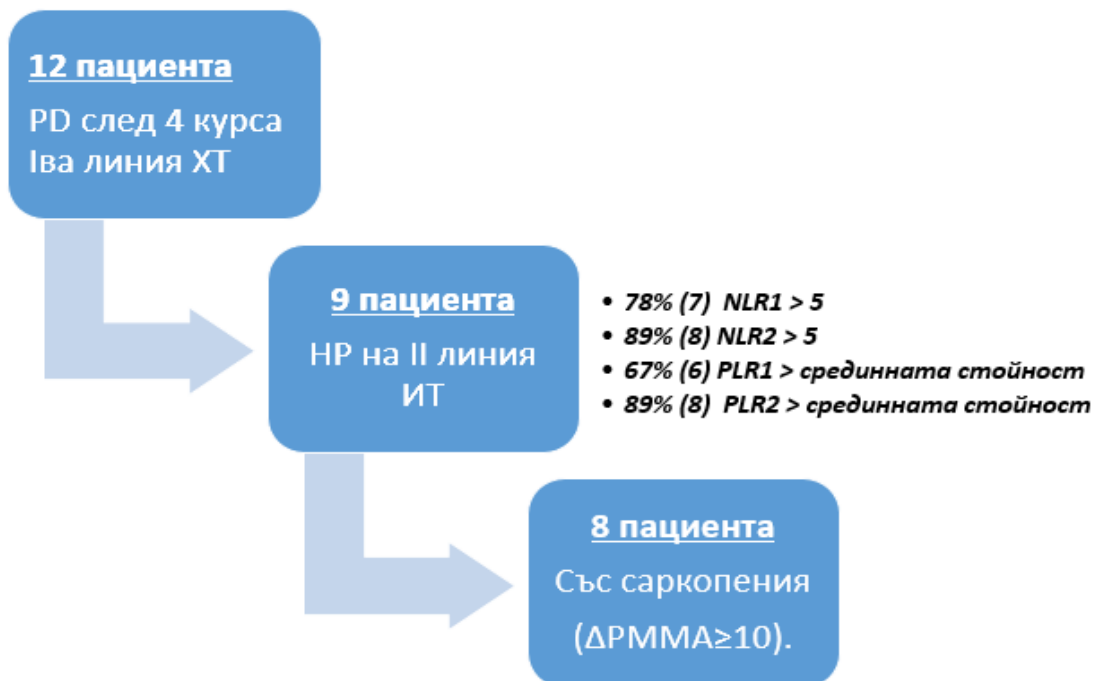 12 пациента
PD след 4 курса
Iва линия ХТ
9 пациента
НР на II линия
ИТ
• 78% (7) NLR1 > 5
• 89% (8) NLR2 > 5
• 67% (6) PLR1 > срединната стойност
• 89% (8) PLR2 > срединната стойност
8 пациента
Със саркопения
(ΔPMMA≥10).